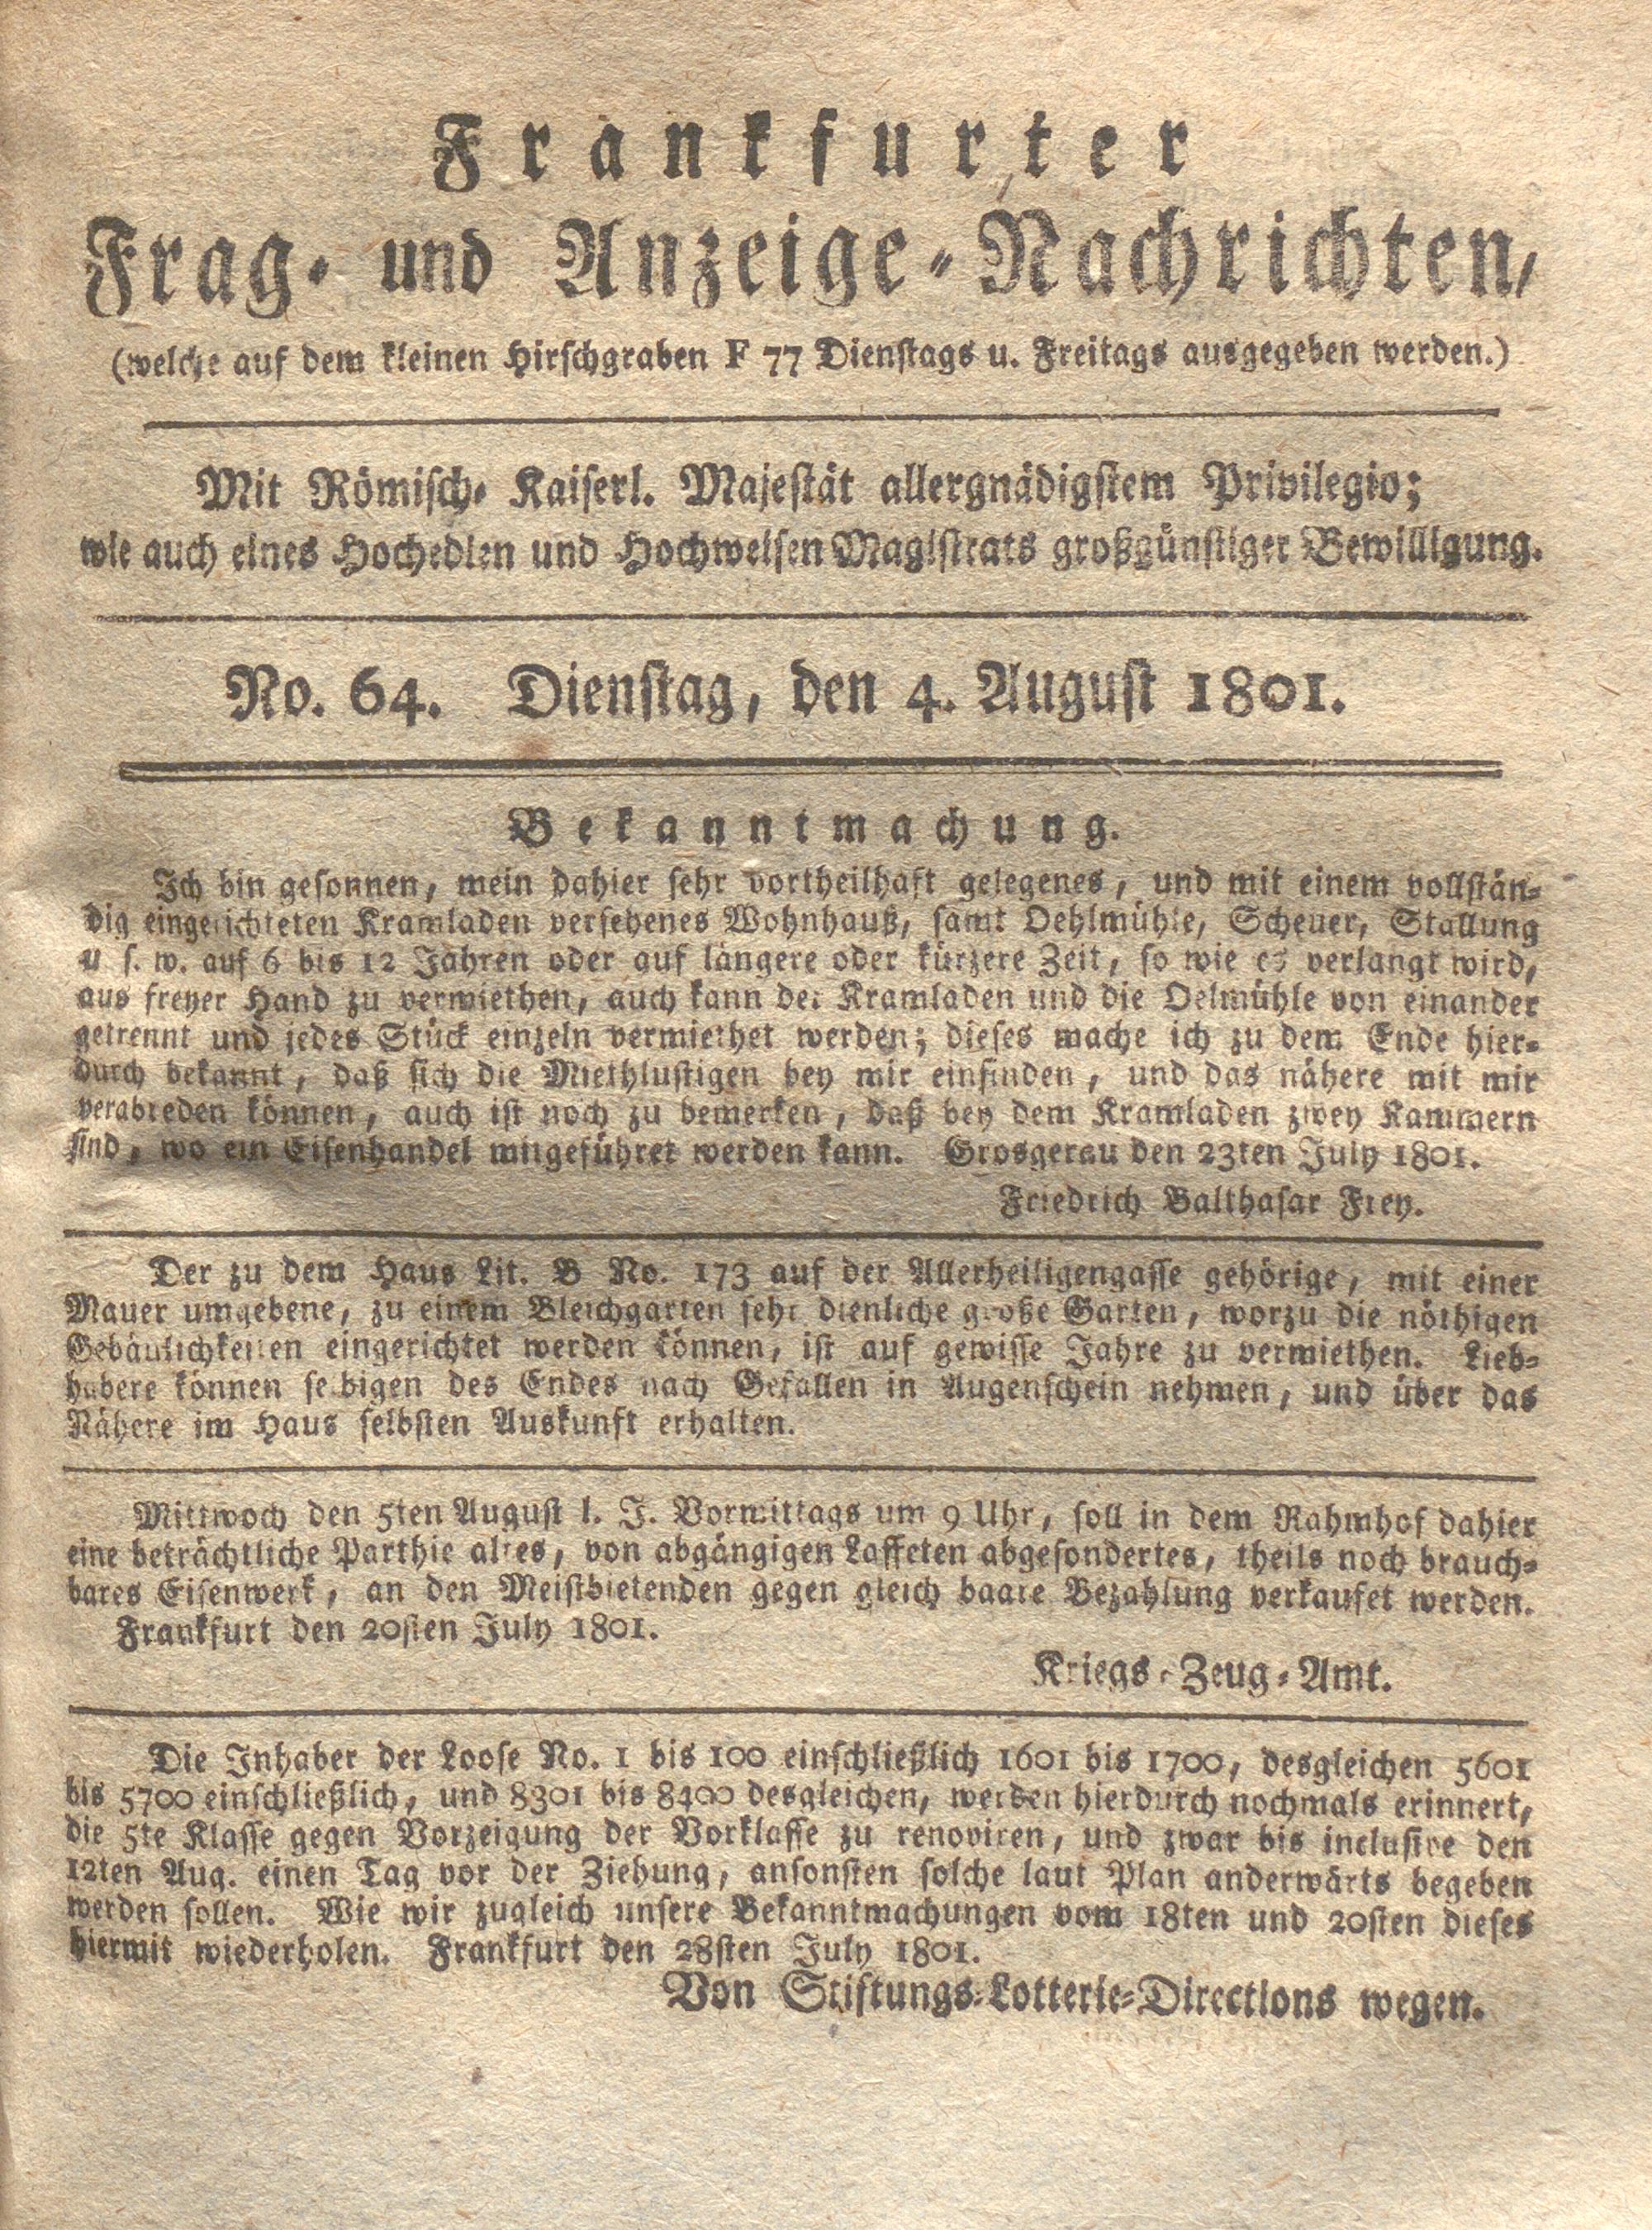 Frankfurter
Frag- und Anzeige-Nachrichten,
(welche auf dem kleinen Hirschgraben F 77 Dienstags u. Freitags ausgegeben werden.)
Mit Römisch- Kaiserl. Majestät allergnädigstem Privilegio;
wie auch eines Hochedlen und Hochweisen Magistrats großgünstiger Bewilligung.
No. 64. Dienstag, den 4. August 1801.
Bekanntmachung.
Ich bin gesonnen, mein dahier sehr vortheilhaft gelegenes, und mit einem vollstän-
dig eingerichteten Kramladen versehenes Wohnhauß, samt Oehlmühle, Scheuer, Stallung
u s. w. auf 6 bis 12 Jahren oder auf längere oder kürzere Zeit, so wie es verlangt wird,
aus freyer Hand zu vermiethen, auch kann der Kramladen und die Oelmühle von einander
getrennt und jedes Stück einzeln vermiethet werden; dieses mache ich zu dem Ende hier-
durch bekannt, daß sich die Miethlustigen bey mir einfinden, und das nähere mit mir
verabreden können, auch ist noch zu bemerken, daß bey dem Kramladen zwey Kammern
sind, wo ein Eisenhandel mitgeführet werden kann. Grosgerau den 23ten July 1801.
Friedrich Balthasar Frey.
Der zu dem Haus Lit. B No. 173 auf der Allerheiligengasse gehörige, mit einer
Mauer umgebene, zu einem Bleichgarten sehr dienliche große Garten, worzu die nöthigen
Gebäulichkeiten eingerichtet werden können, ist auf gewisse Jahre zu vermiethen. Lieb-
habere können selbigen des Endes nach Gefallen in Augenschein nehmen, und über das
Nähere im Haus selbsten Auskunft erhalten.
Mittwoch den 5ten August l. J. Vormittags um 9 Uhr, soll in dem Rahmhof dahier
eine beträchtliche Parthie altes, von abgängigen Laffeten abgesondertes, theils noch brauch-
bares Eisenwerk, an den Meistbietenden gegen gleich baare Bezahlung verkaufet werden.
Frankfurt den 20sten July 1801.
Kriegs-Zeug-Amt.
Die Inhaber der Loose No. 1 bis 100 einschließlich 1601 bis 1700, desgleichen 5601
bis 5700 einschließlich, und 8301 bis 8400 desgleichen, werden hierdurch nochmals erinnert,
die 5te Klasse gegen Vorzeigung der Vorklasse zu renoviren, und zwar bis inclusive den
12ten Aug. einen Tag vor der Ziehung, ansonsten solche laut Plan anderwärts begeben
werden sollen. Wie wir zugleich unsere Bekanntmachungen vom 18ten und 20sten dieses
hiermit wiederholen. Frankfurt den 28sten July 1801.
Von Stiftungs-Lotterie-Directions wegen.